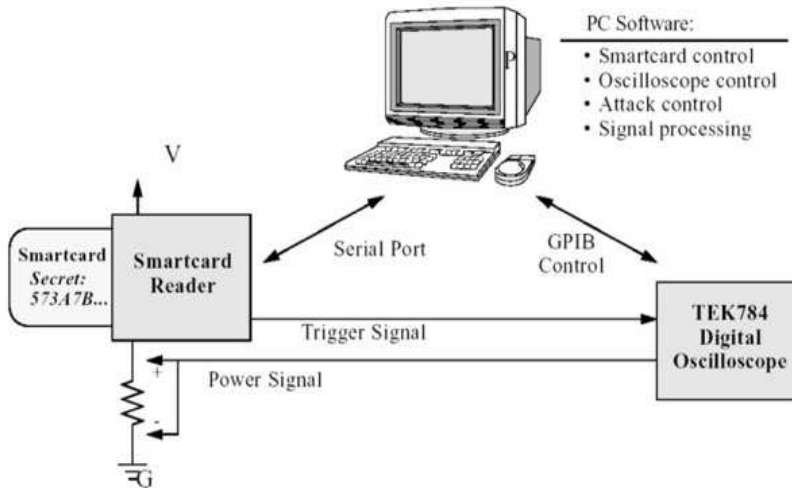 PC Software:
• Smartcard control
• Oscilloscope control
• Attack control
• Signal processing
P
V
Smartcard
Secret:
573A7B...
Smartcard
Reader
Serial Port
GPIB
Control
TEK784
Digital
Oscilloscope
Trigger Signal
Power Signal
+
-
G